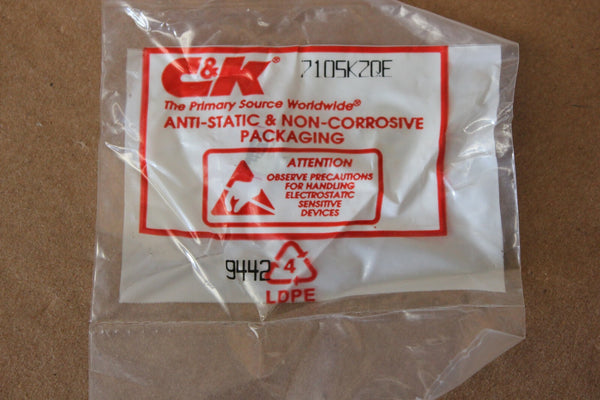 C&K® 7105KZQE
The Primary Source Worldwide®
ANTI-STATIC & NON-CORROSIVE
PACKAGING
ATTENTION
OBSERVE PRECAUTIONS
FOR HANDLING
ELECTROSTATIC
SENSITIVE
DEVICES
9442 4
LDPE